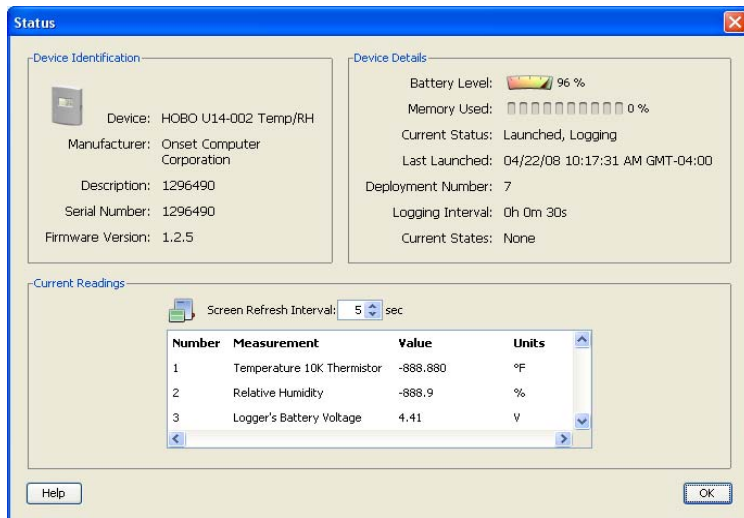 Status
Device Identification
Device: HOBO U14-002 Temp/RH
Manufacturer: Onset Computer
Corporation
Description: 1296490
Serial Number: 1296490
Firmware Version: 1.2.5
Device Details
Battery Level: 96 %
Memory Used: 0 %
Current Status: Launched, Logging
Last Launched: 04/22/08 10:17:31 AM GMT-04:00
Deployment Number: 7
Logging Interval: 0h 0m 30s
Current States: None
Current Readings
Screen Refresh Interval: 5 sec
Number Measurement Value Units
1 Temperature 10K Thermistor -888.880 °F
2 Relative Humidity -888.9 %
3 Logger's Battery Voltage 4.41 V
Help
OK